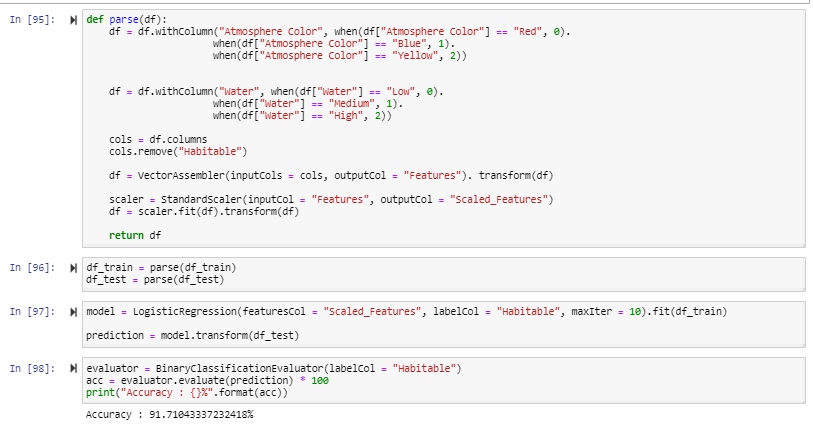 In [95]: def parse(df):
df = df.withColumn("Atmosphere Color", when(df["Atmosphere Color"] == "Red", 0).
when(df["Atmosphere Color"] == "Blue", 1).
when(df["Atmosphere Color"] == "Yellow", 2))
df = df.withColumn("Water", when(df["Water"] == "Low", 0).
when(df["Water"] == "Medium", 1).
when(df["Water"] == "High", 2))
cols = df.columns
cols.remove("Habitable")
df = VectorAssembler(inputCols = cols, outputCol = "Features"). transform(df)
scaler = StandardScaler(inputCol = "Features", outputCol = "Scaled_Features")
df = scaler.fit(df).transform(df)
return df
In [96]: df_train = parse(df_train)
df_test = parse(df_test)
In [97]: model = LogisticRegression(featuresCol = "Scaled_Features", labelCol = "Habitable", maxIter = 10).fit(df_train)
prediction = model.transform(df_test)
In [98]: evaluator = BinaryClassificationEvaluator(labelCol = "Habitable")
acc = evaluator.evaluate(prediction) * 100
print("Accuracy : {}%".format(acc))
Accuracy : 91.71043337232418%